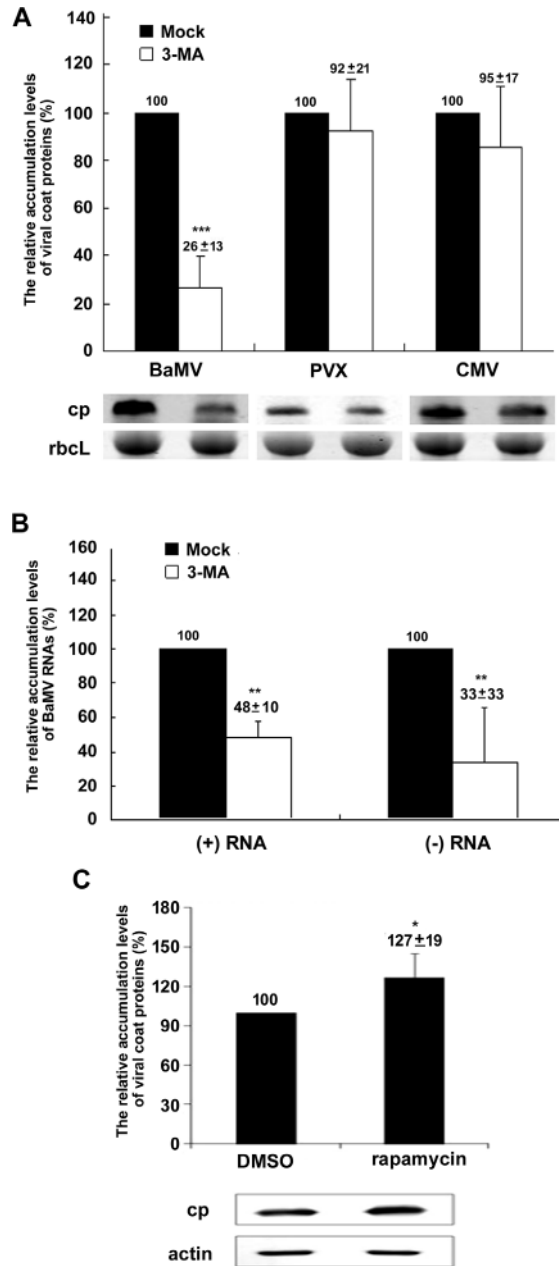 A
The relative accumulation levels
of viral coat proteins (%)
140
120
100
80
60
40
20
0
Mock
3-MA
100
***
26±13
100
92±21
100
95±17
BaMV
PVX
CMV
cp
rbcL
B
The relative accumulation levels
of BaMV RNAs (%)
160
140
120
100
80
60
40
20
0
Mock
3-MA
100
**
48±10
100
**
33±33
(+) RNA
(-) RNA
C
The relative accumulation levels
of viral coat proteins (%)
180
150
120
90
60
30
0
100
*
127±19
DMSO
rapamycin
cp
actin